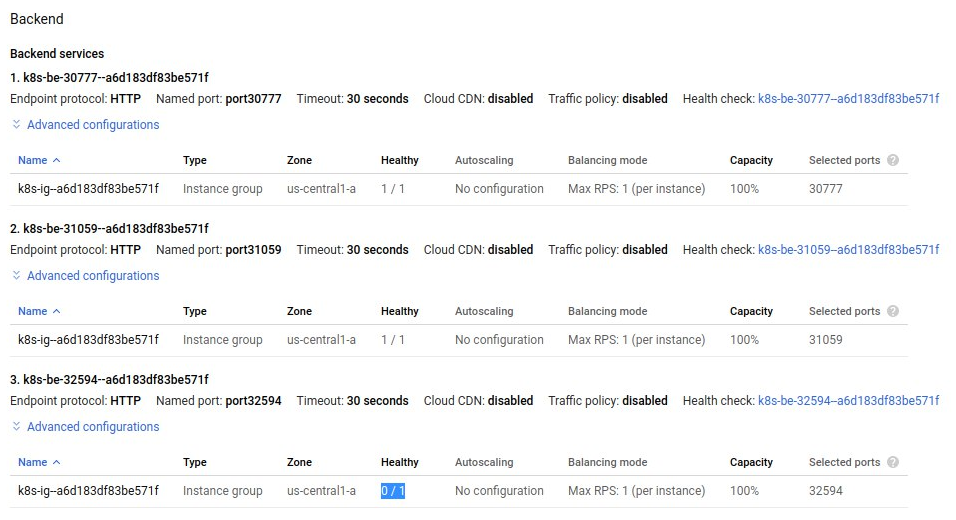 Backend
Backend services
1. k8s-be-30777--a6d183df83be571f
Endpoint protocol: HTTP Named port: port30777 Timeout: 30 seconds Cloud CDN: disabled Traffic policy: disabled Health check: k8s-be-30777--a6d183df83be571f
Advanced configurations
Name Type Zone Healthy Autoscaling Balancing mode Capacity Selected ports ?
k8s-ig--a6d183df83be571f Instance group us-central1-a 1 / 1 No configuration Max RPS: 1 (per instance) 100% 30777
2. k8s-be-31059--a6d183df83be571f
Endpoint protocol: HTTP Named port: port31059 Timeout: 30 seconds Cloud CDN: disabled Traffic policy: disabled Health check: k8s-be-31059--a6d183df83be571f
Advanced configurations
Name Type Zone Healthy Autoscaling Balancing mode Capacity Selected ports ?
k8s-ig--a6d183df83be571f Instance group us-central1-a 1 / 1 No configuration Max RPS: 1 (per instance) 100% 31059
3. k8s-be-32594--a6d183df83be571f
Endpoint protocol: HTTP Named port: port32594 Timeout: 30 seconds Cloud CDN: disabled Traffic policy: disabled Health check: k8s-be-32594--a6d183df83be571f
Advanced configurations
Name Type Zone Healthy Autoscaling Balancing mode Capacity Selected ports ?
k8s-ig--a6d183df83be571f Instance group us-central1-a 0 / 1 No configuration Max RPS: 1 (per instance) 100% 32594